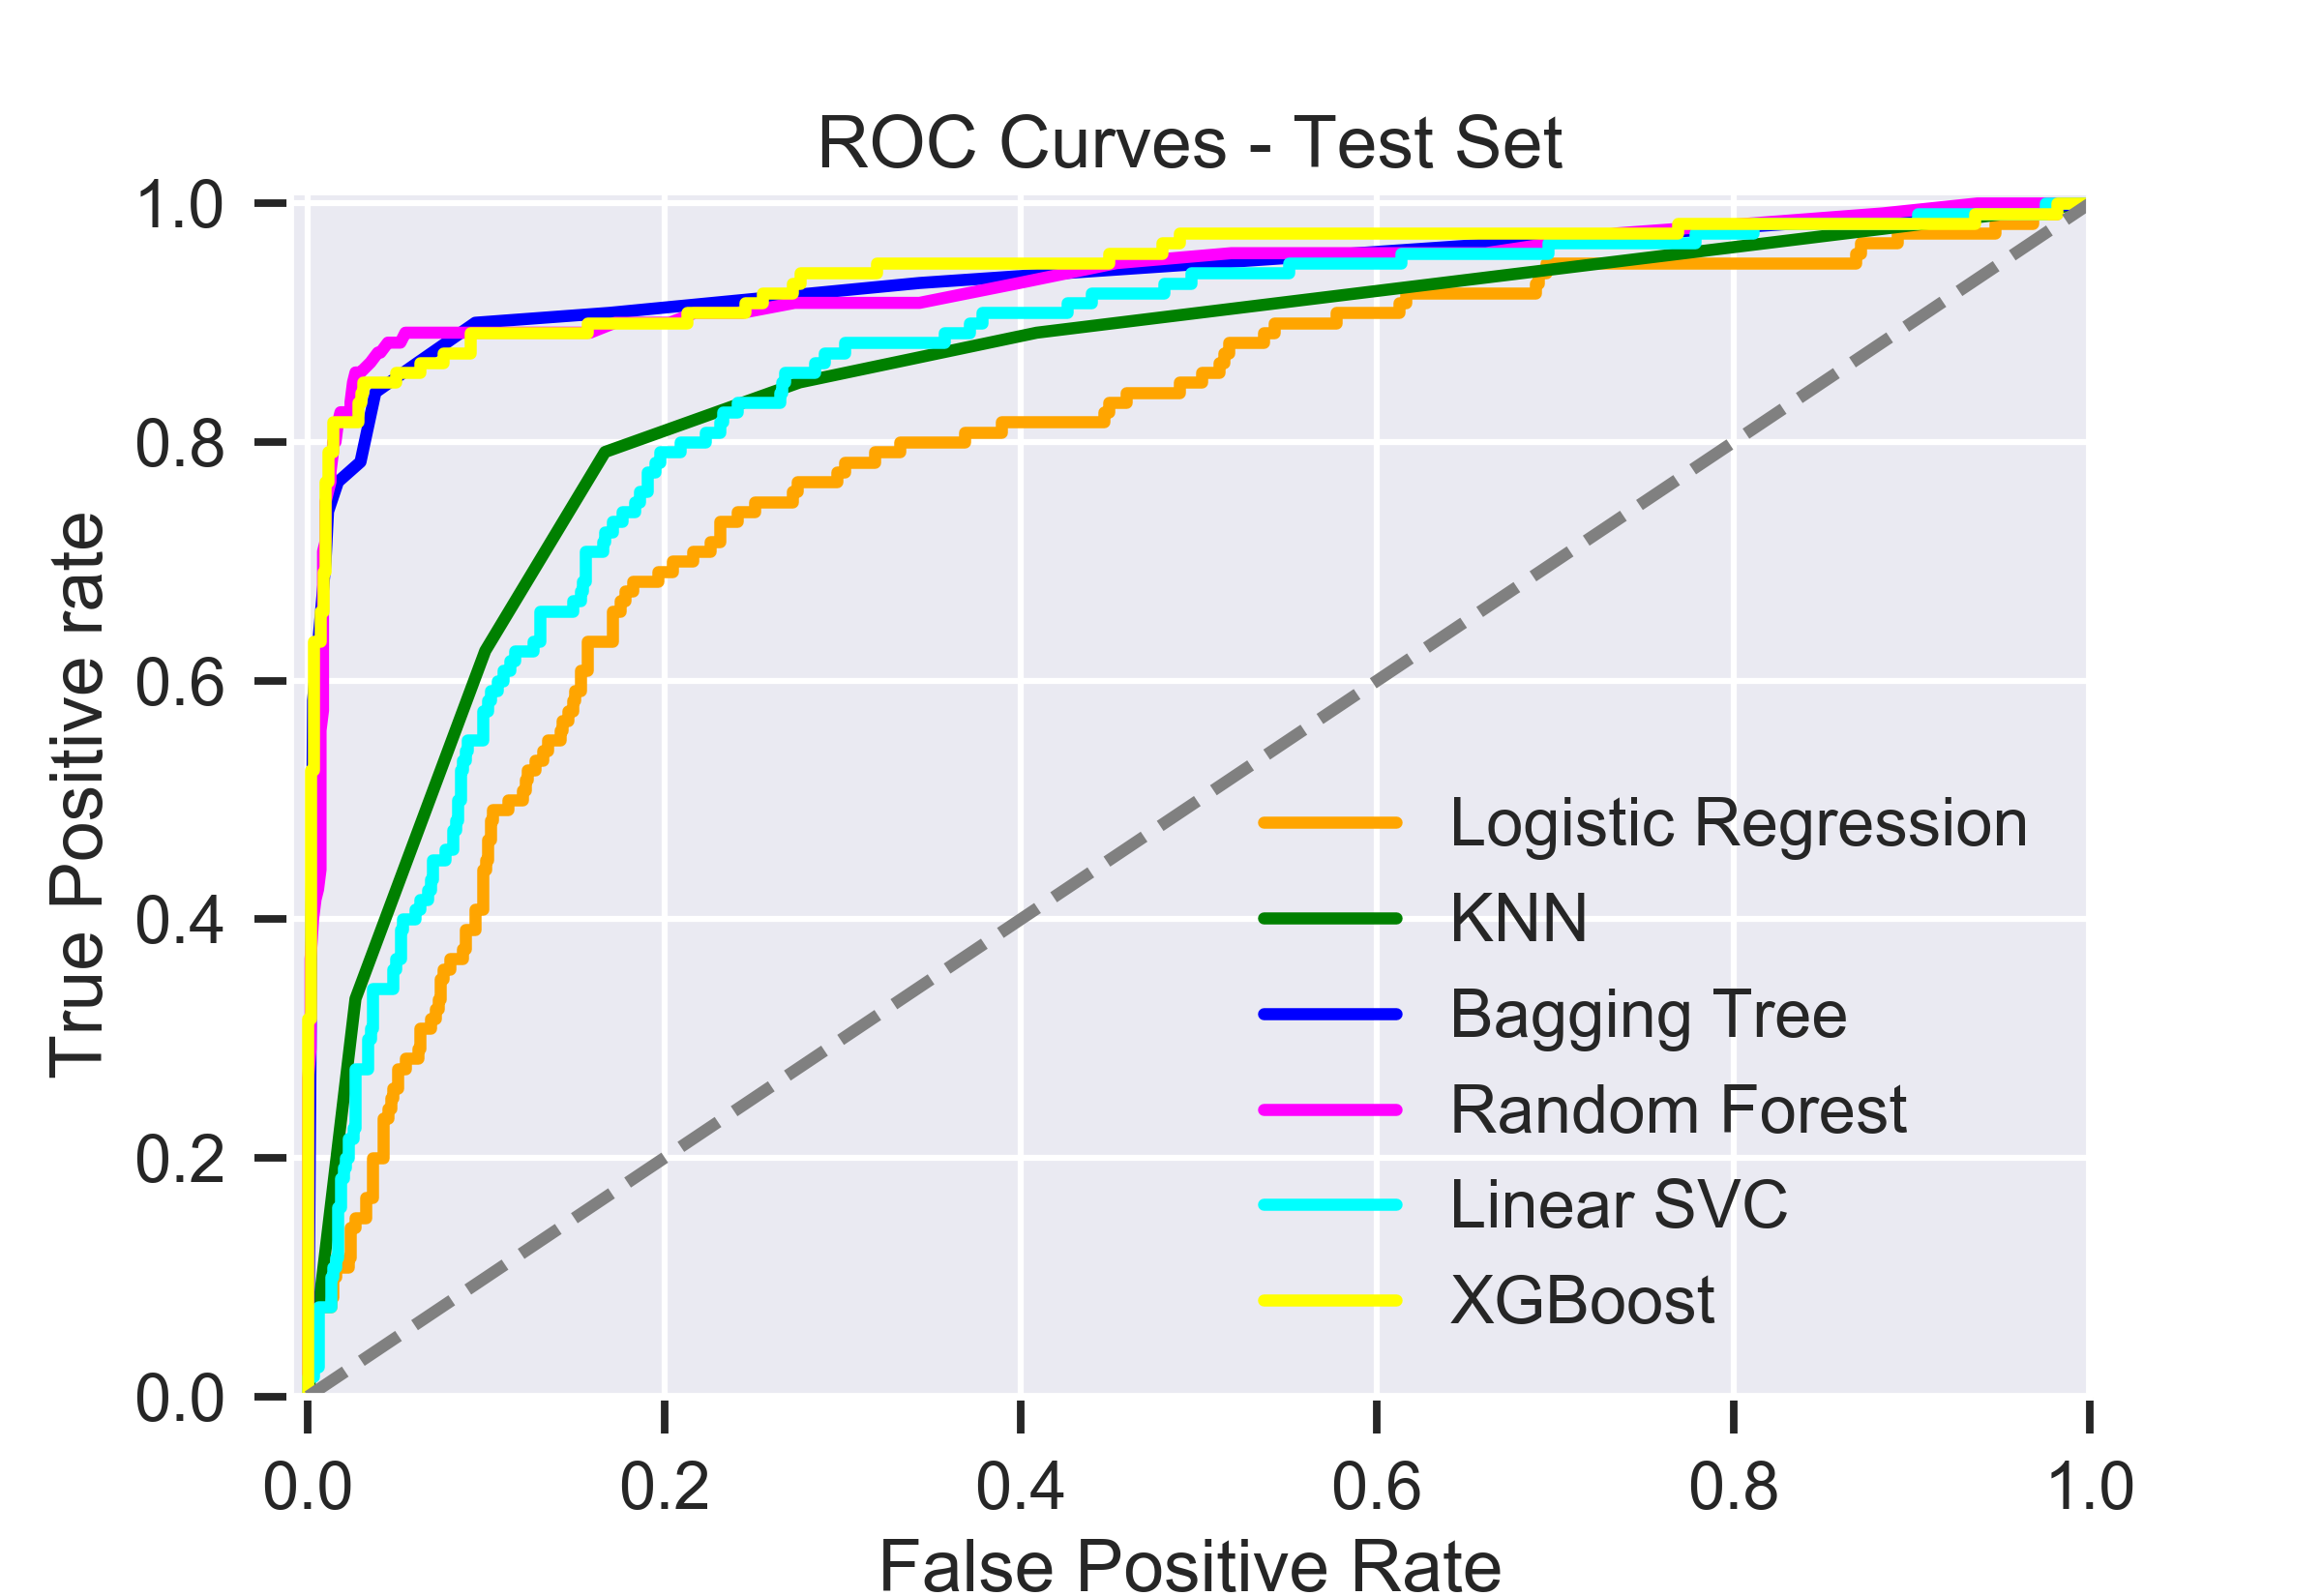 ROC Curves - Test Set
1.0
0.8
0.6
0.4
0.2
0.0
True Positive rate
Logistic Regression
KNN
Bagging Tree
Random Forest
Linear SVC
XGBoost
0.0 0.2 0.4 0.6 0.8 1.0
False Positive Rate